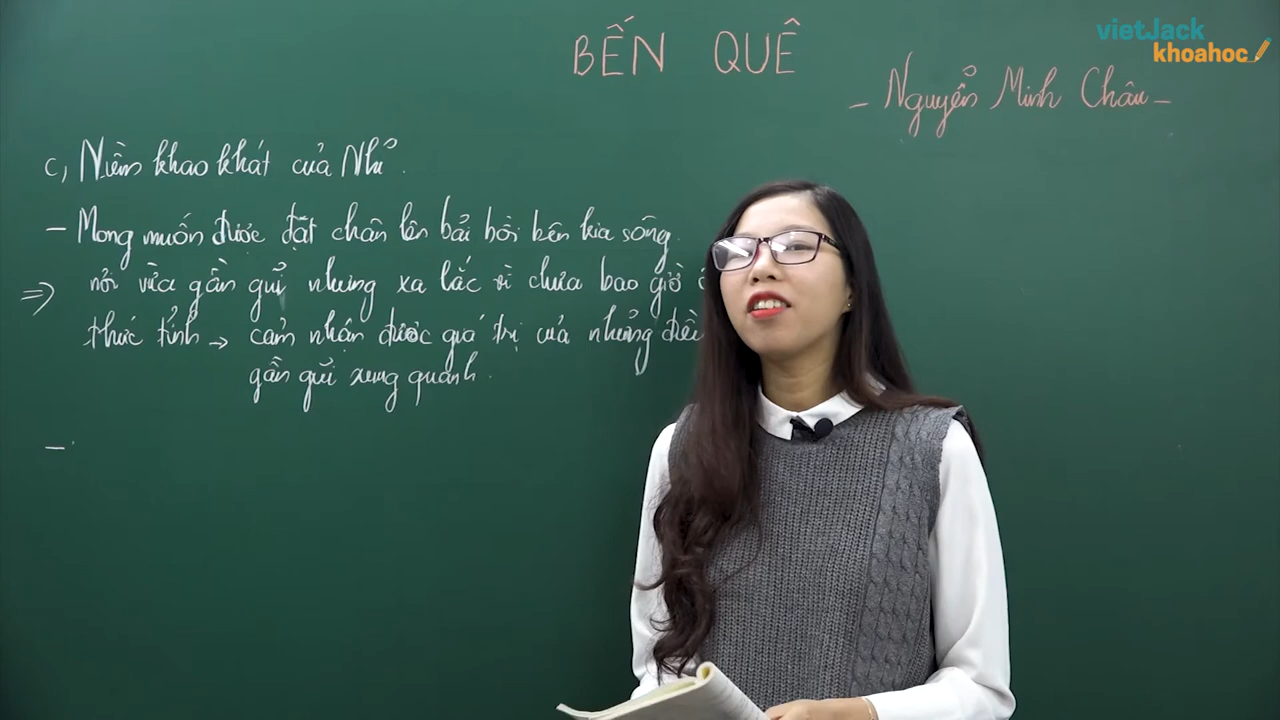 vietJack
khoahoc
BẾN QUÊ
- Nguyễn Minh Châu -
c, Niềm khao khát của Nhĩ.
- Mong muốn được đặt chân lên bãi bồi bên kia sông
nơi vừa gần gũi nhưng xa lắc vì chưa bao giờ
=> thức tỉnh → cảm nhận được giá trị của những
gần gũi xung quanh.
-